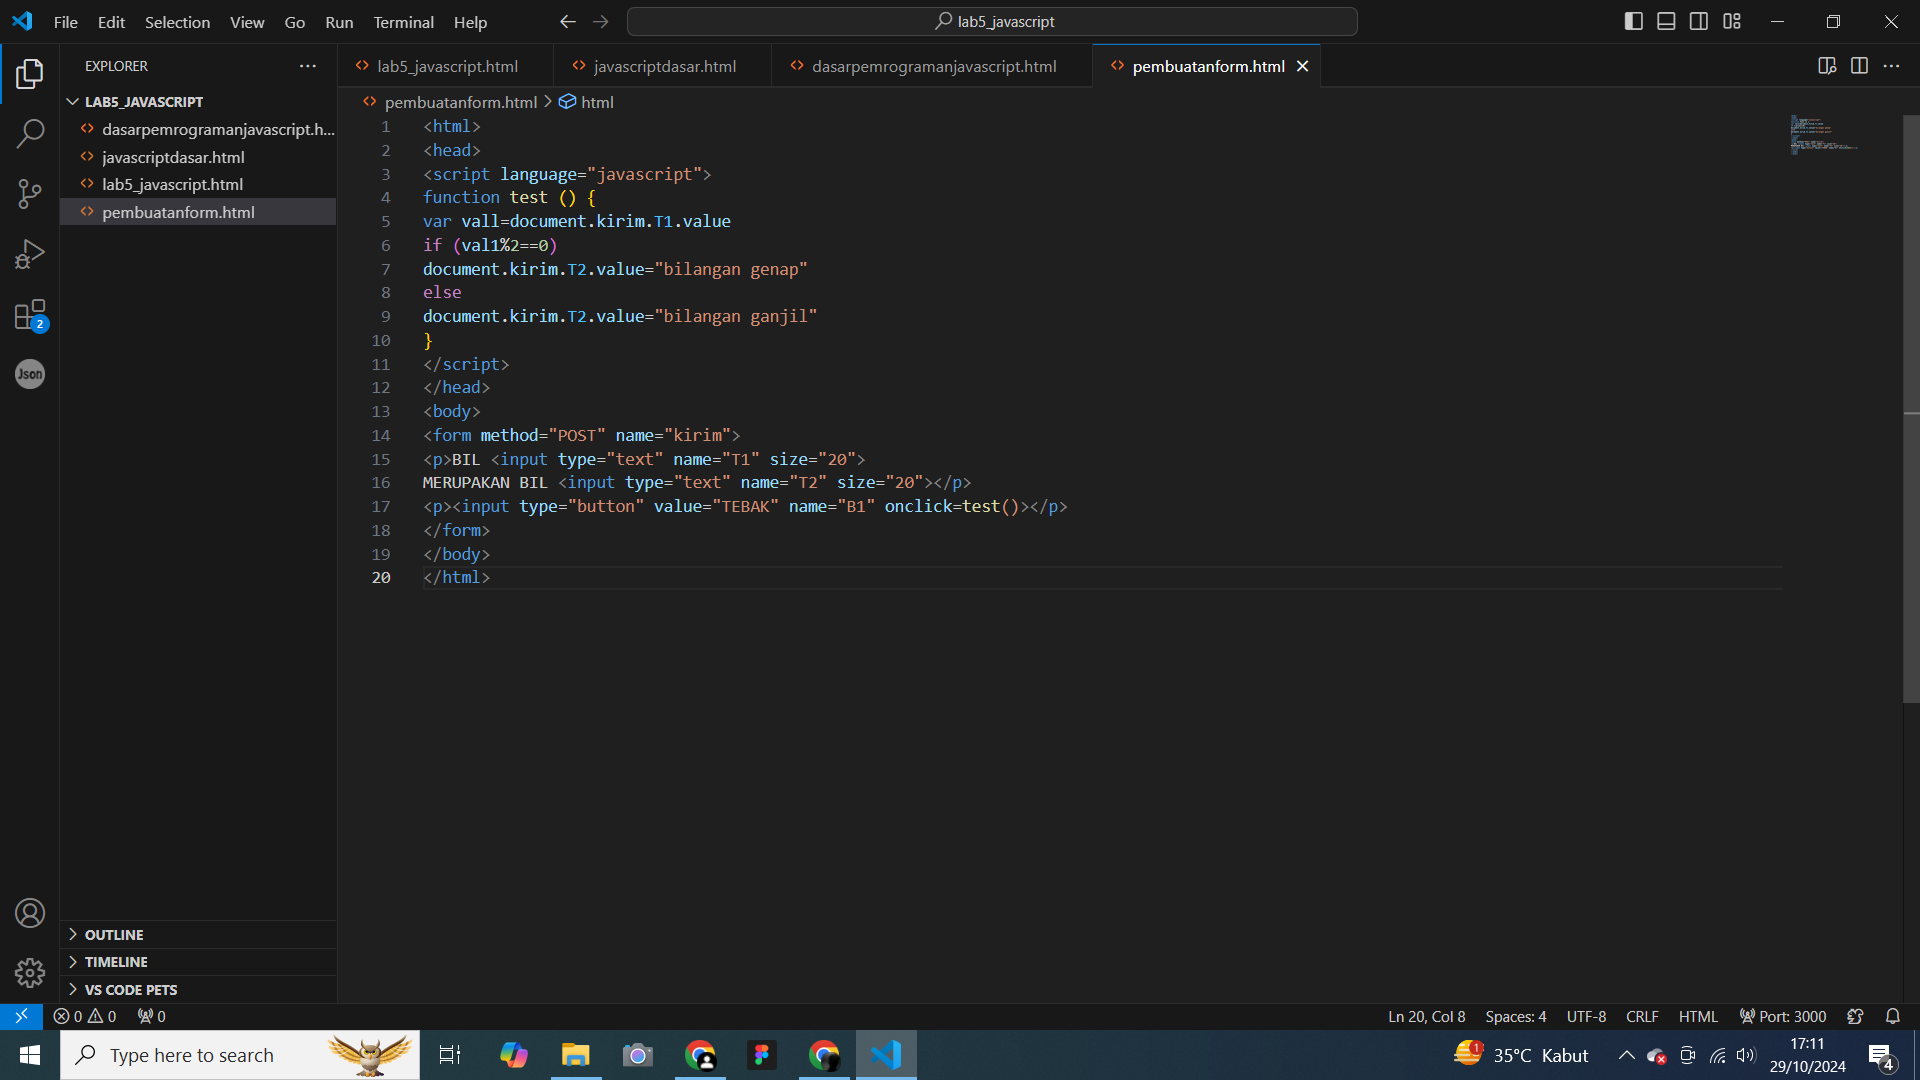 File Edit Selection View Go Run Terminal Help
lab5_javascript
EXPLORER
LAB5_JAVASCRIPT
dasarpemrogramanjavascript.h...
javascriptdasar.html
lab5_javascript.html
pembuatanform.html
OUTLINE
TIMELINE
VS CODE PETS
2
Json
lab5_javascript.html javascriptdasar.html dasarpemrogramanjavascript.html pembuatanform.html
pembuatanform.html > html
1 <html>
2 <head>
3 <script language="javascript">
4 function test () {
5 var vall=document.kirim.T1.value
6 if (val1%2==0)
7 document.kirim.T2.value="bilangan genap"
8 else
9 document.kirim.T2.value="bilangan ganjil"
10 }
11 </script>
12 </head>
13 <body>
14 <form method="POST" name="kirim">
15 <p>BIL <input type="text" name="T1" size="20">
16 MERUPAKAN BIL <input type="text" name="T2" size="20"></p>
17 <p><input type="button" value="TEBAK" name="B1" onclick=test()></p>
18 </form>
19 </body>
20 </html>
0 0 0
Ln 20, Col 8 Spaces: 4 UTF-8 CRLF HTML Port: 3000
Type here to search
1 35°C Kabut
17:11
29/10/2024
4